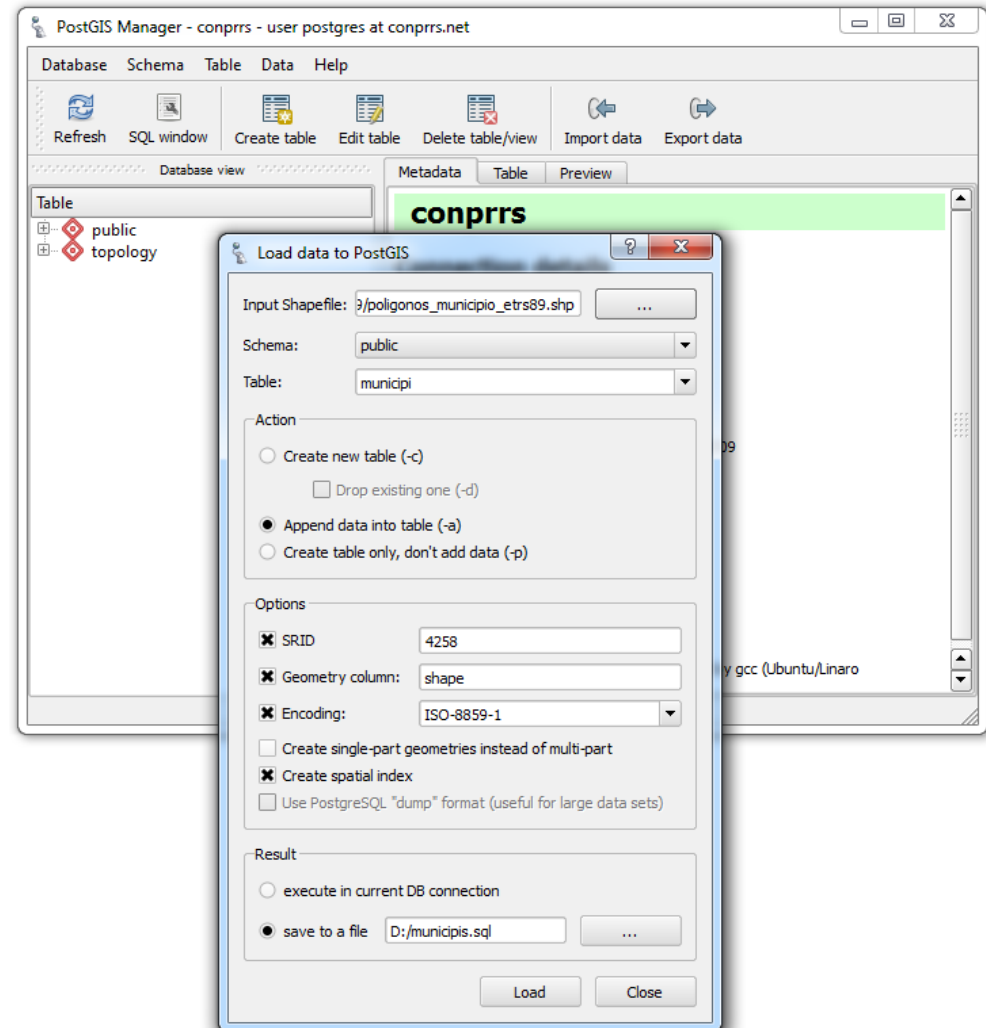 PostGIS Manager - conprrs - user postgres at conprrs.net
Database Schema Table Data Help
Refresh SQL window Create table Edit table Delete table/view Import data Export data
Database view
Metadata Table Preview
Table
public
topology
conprrs
Connection details
09
y gcc (Ubuntu/Linaro
Load data to PostGIS
Input Shapefile: 9/poligonos_municipio_etrs89.shp ...
Schema: public
Table: municipi
Action
Create new table (-c)
Drop existing one (-d)
Append data into table (-a)
Create table only, don't add data (-p)
Options
SRID 4258
Geometry column: shape
Encoding: ISO-8859-1
Create single-part geometries instead of multi-part
Create spatial index
Use PostgreSQL "dump" format (useful for large data sets)
Result
execute in current DB connection
save to a file D:/municipis.sql ...
Load Close